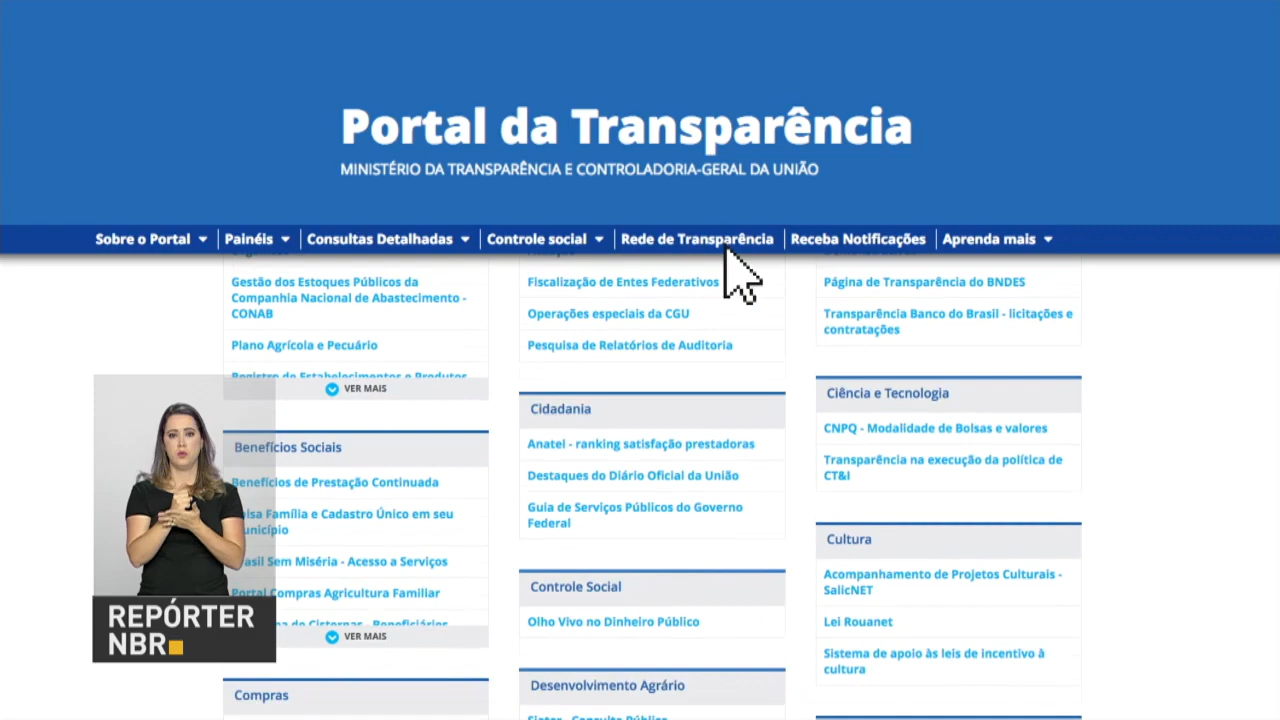 Portal da Transparência
MINISTÉRIO DA TRANSPARÊNCIA E CONTROLADORIA-GERAL DA UNIÃO
Sobre o Portal
Painéis
Consultas Detalhadas
Controle social
Rede de Transparência
Receba Notificações
Aprenda mais
Gestão dos Estoques Públicos da
Companhia Nacional de Abastecimento -
CONAB
Plano Agrícola e Pecuário
Registro de Estabelecimentos e Produtos
VER MAIS
Benefícios Sociais
Benefícios de Prestação Continuada
Família e Cadastro Único em seu
Sem Miséria - Acesso a Serviços
Portal Compras Agricultura Familiar
de Cisternas - Beneficiários
VER MAIS
Compras
Fiscalização de Entes Federativos
Operações especiais da CGU
Pesquisa de Relatórios de Auditoria
Cidadania
Anatel - ranking satisfação prestadoras
Destaques do Diário Oficial da União
Guia de Serviços Públicos do Governo
Federal
Controle Social
Olho Vivo no Dinheiro Público
Desenvolvimento Agrário
Página de Transparência do BNDES
Transparência Banco do Brasil - licitações e
contratações
Ciência e Tecnologia
CNPQ - Modalidade de Bolsas e valores
Transparência na execução da política de
CT&I
Cultura
Acompanhamento de Projetos Culturais -
SalicNET
Lei Rouanet
Sistema de apoio às leis de incentivo à
cultura
REPÓRTER
NBR